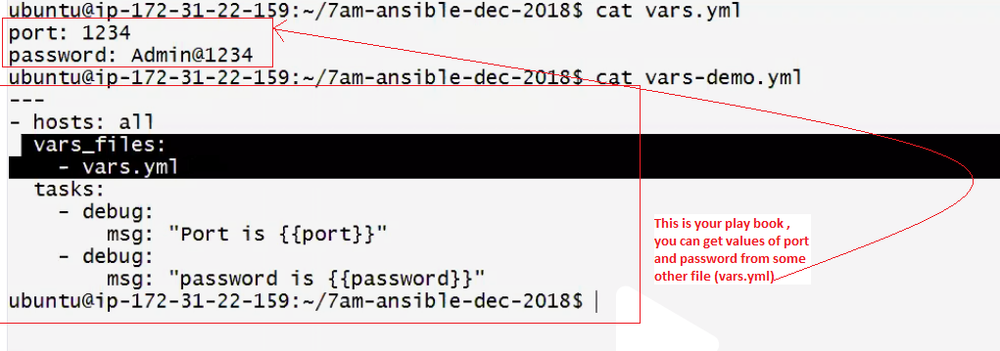 ubuntu@ip-172-31-22-159:~/7am-ansible-dec-2018$ cat vars.yml
port: 1234
password: Admin@1234
ubuntu@ip-172-31-22-159:~/7am-ansible-dec-2018$ cat vars-demo.yml
---
- hosts: all
  vars_files:
    - vars.yml
  tasks:
    - debug:
        msg: "Port is {{port}}"
    - debug:
        msg: "password is {{password}}"
ubuntu@ip-172-31-22-159:~/7am-ansible-dec-2018$
This is your play book ,
you can get values of port
and password from some
other file (vars.yml)